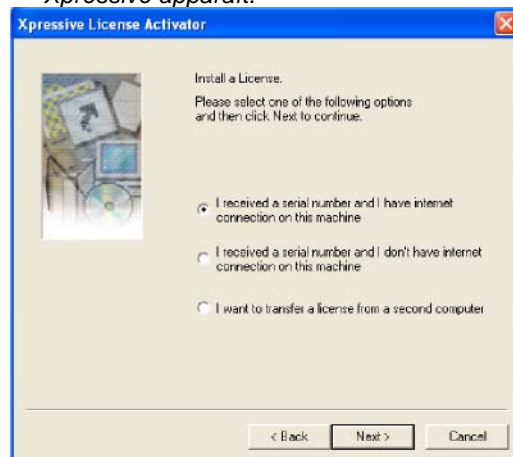 Xpressive apparaît.
Xpressive License Activator
Install a License.
Please select one of the following options
and then click Next to continue.
I received a serial number and I have internet
connection on this machine
I received a serial number and I don't have internet
connection on this machine
I want to transfer a license from a second computer
< Back
Next >
Cancel